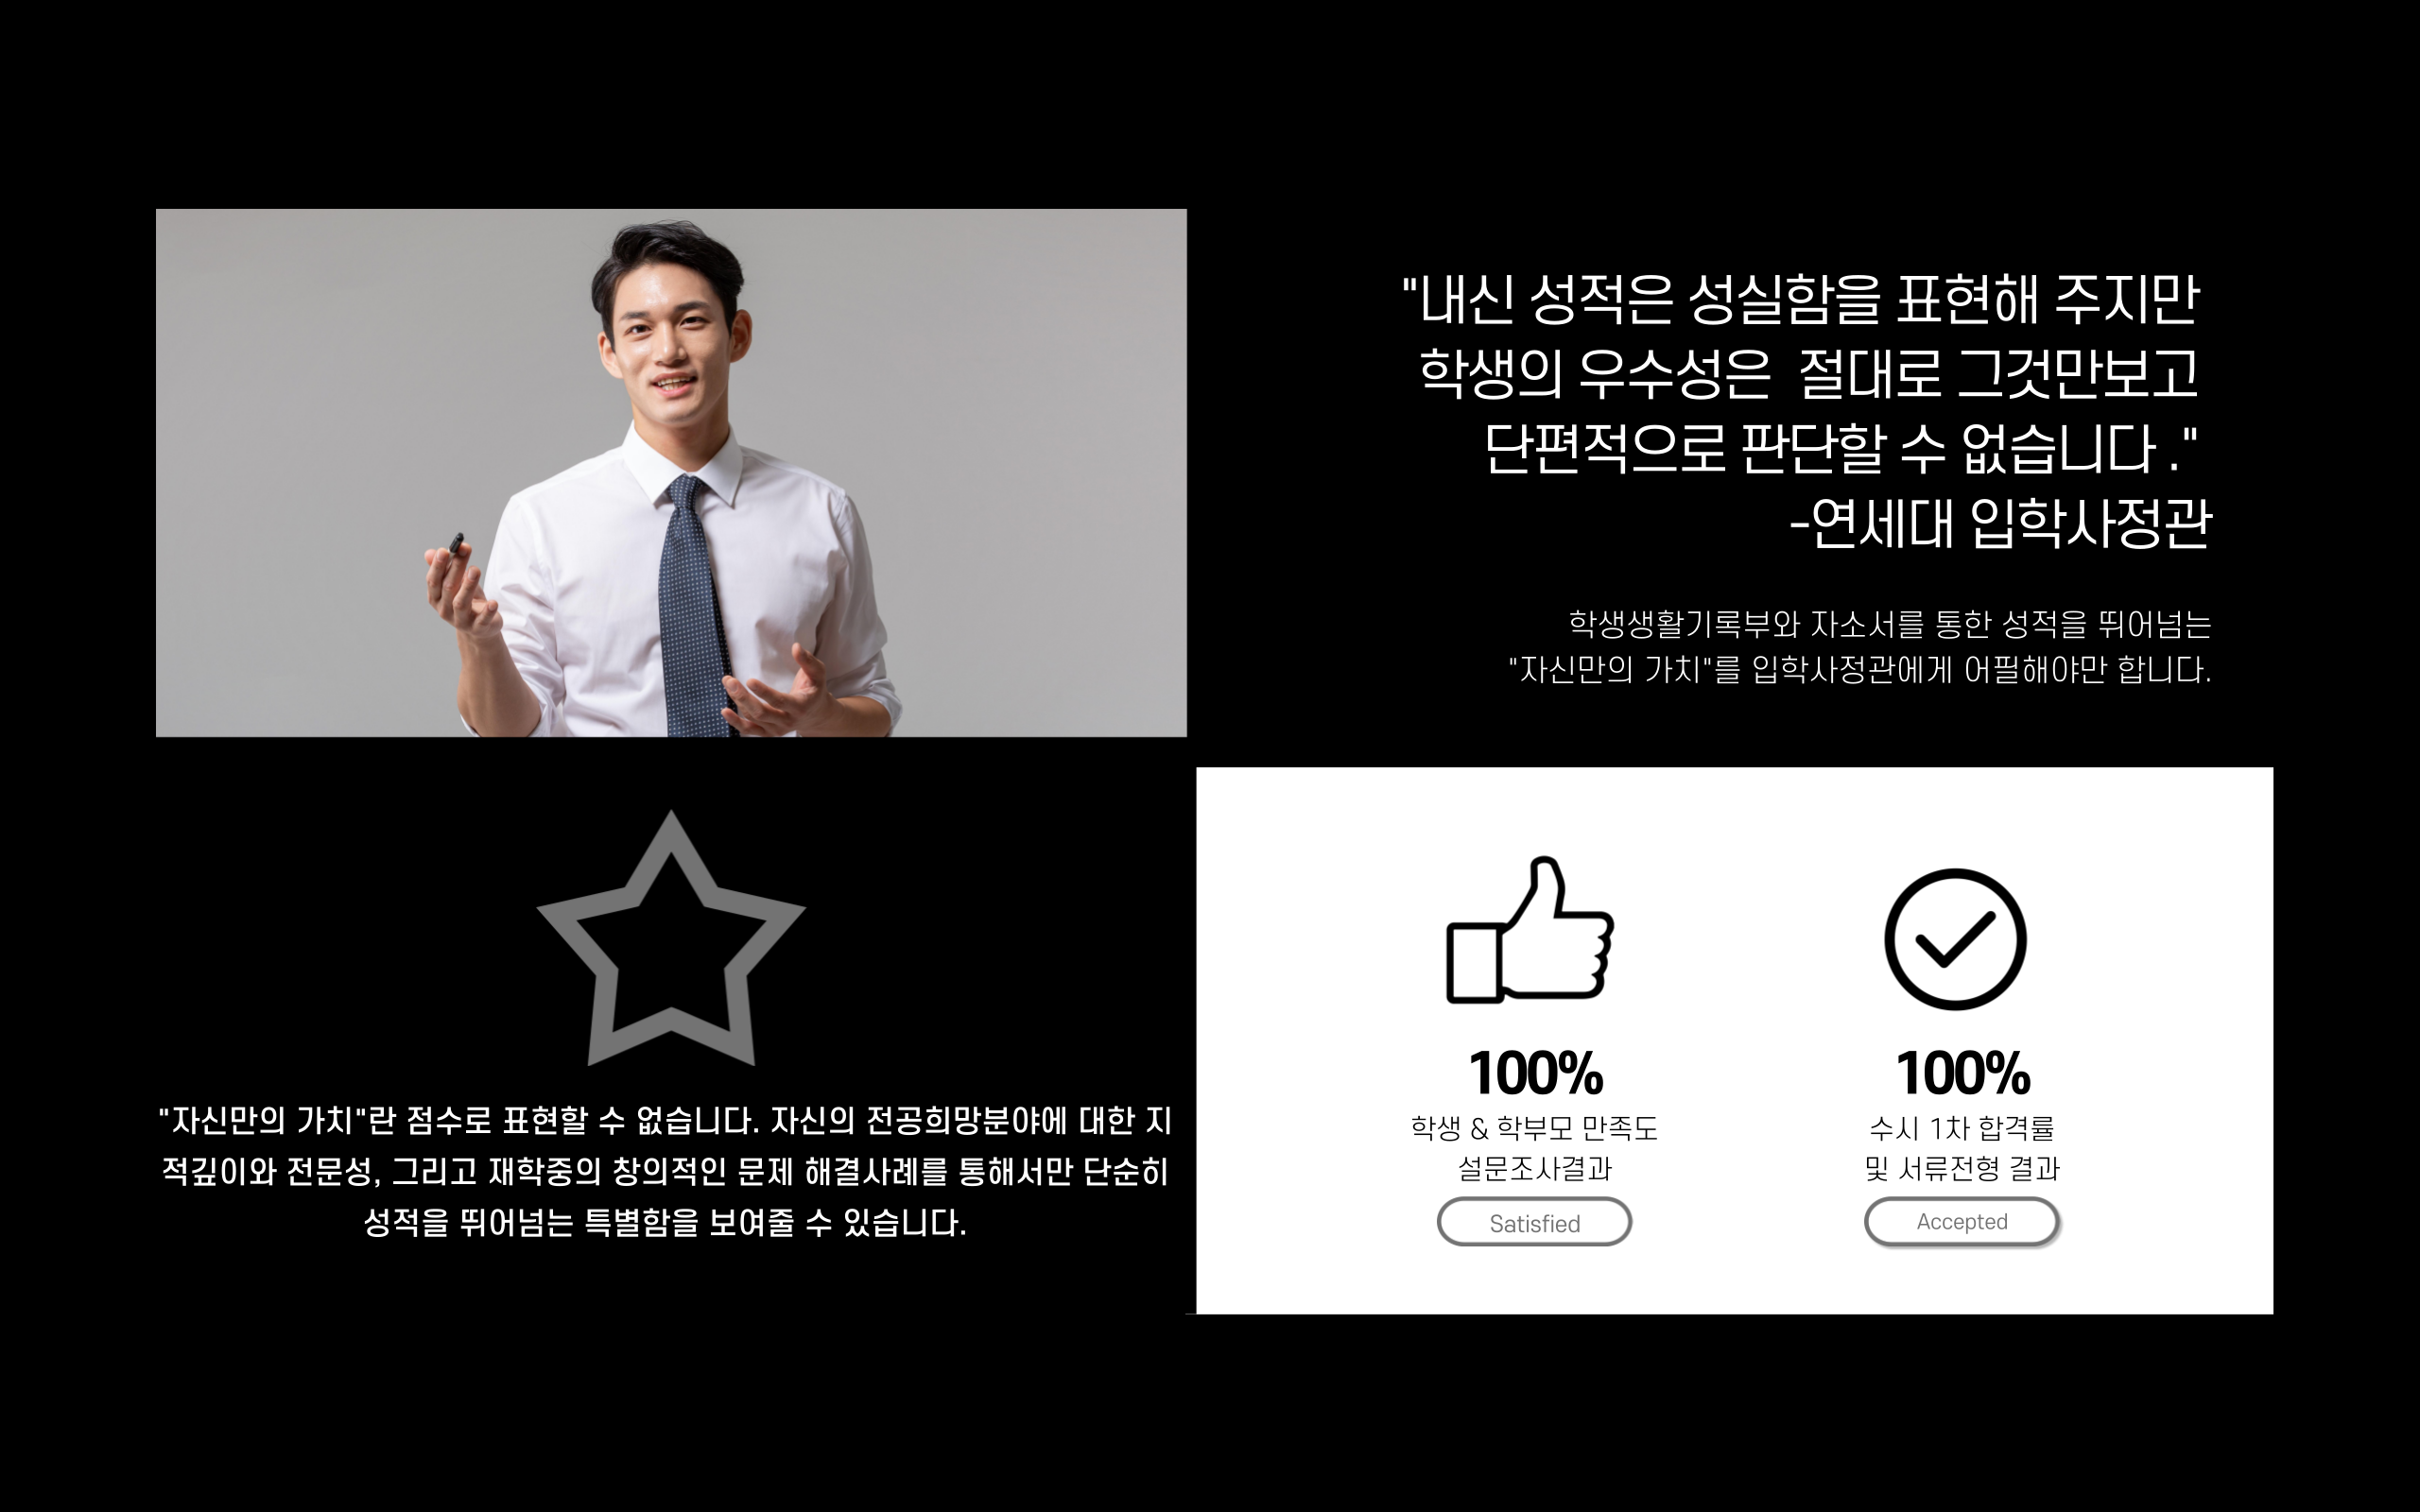 "내신 성적은 성실함을 표현해 주지만
학생의 우수성은  절대로 그것만보고
단편적으로 판단할 수 없습니다 ."
-연세대 입학사정관
학생생활기록부와 자소서를 통한 성적을 뛰어넘는
"자신만의 가치"를 입학사정관에게 어필해야만 합니다.
"자신만의 가치"란 점수로 표현할 수 없습니다. 자신의 전공희망분야에 대한 지
적깊이와 전문성, 그리고 재학중의 창의적인 문제 해결사례를 통해서만 단순히
성적을 뛰어넘는 특별함을 보여줄 수 있습니다.
100%
학생 & 학부모 만족도
설문조사결과
Satisfied
100%
수시 1차 합격률
및 서류전형 결과
Accepted